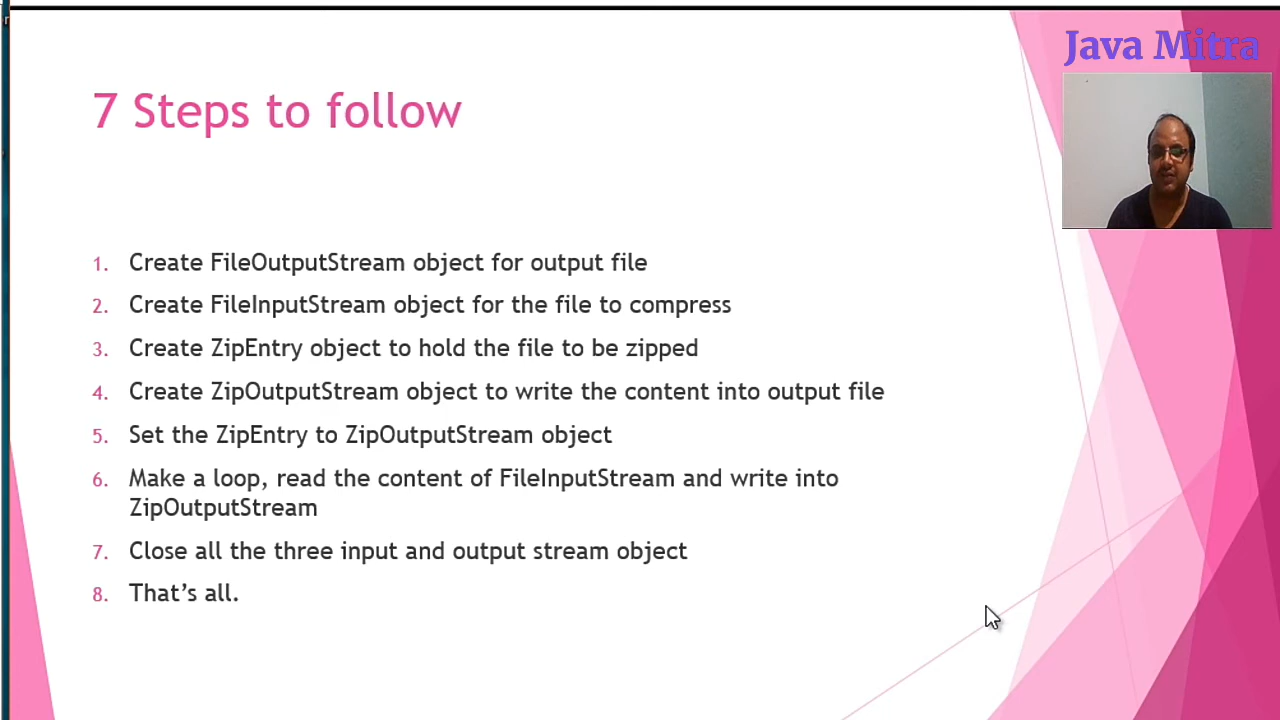 Java Mitra
7 Steps to follow
1. Create FileOutputStream object for output file
2. Create FileInputStream object for the file to compress
3. Create ZipEntry object to hold the file to be zipped
4. Create ZipOutputStream object to write the content into output file
5. Set the ZipEntry to ZipOutputStream object
6. Make a loop, read the content of FileInputStream and write into
ZipOutputStream
7. Close all the three input and output stream object
8. That’s all.